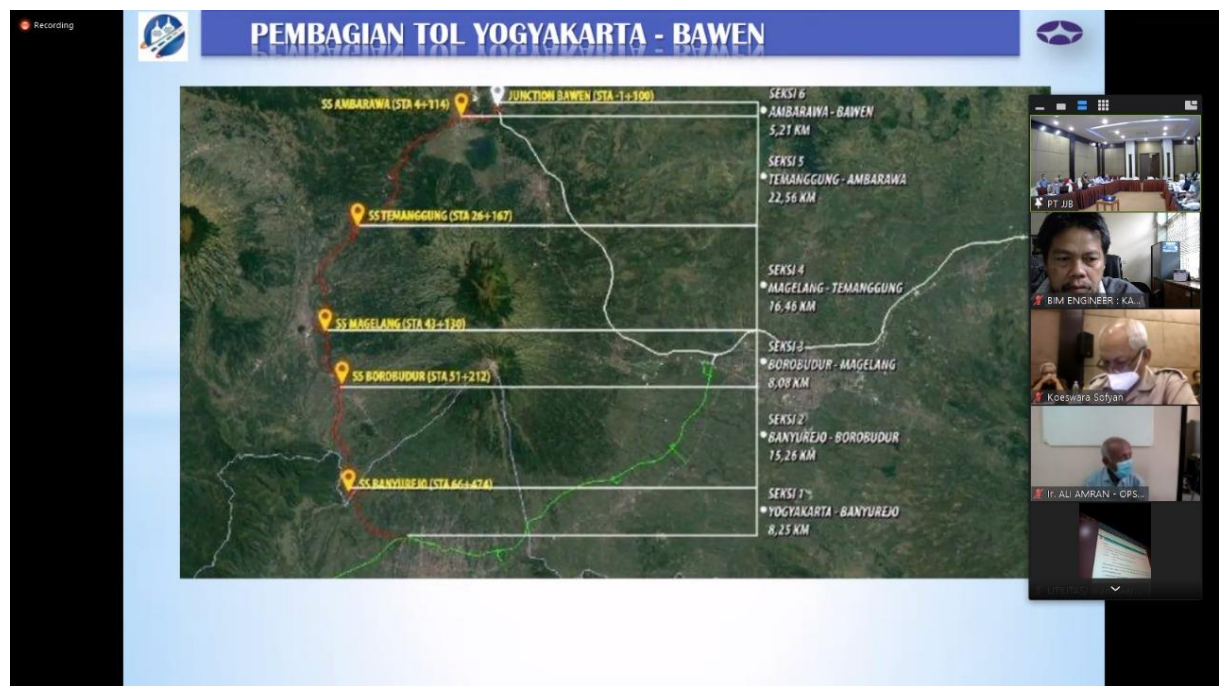 Recording
PEMBAGIAN TOL YOGYAKARTA - BAWEN
SS AMBARAWA (STA 4+314)
JUNCTION BAWEN (STA -1+100)
SEKSI 6
AMBARAWA - BAWEN
5,21 KM
SEKSI 5
TEMANGGUNG - AMBARAWA
22,56 KM
SS TEMANGGUNG (STA 26+167)
SEKSI 4
MAGELANG - TEMANGGUNG
16,46 KM
SS MAGELANG (STA 43+130)
SEKSI 3
BOROBUDUR - MAGELANG
8,08 KM
SS BOROBUDUR (STA 51+212)
SEKSI 2
BANYUREJO - BOROBUDUR
15,26 KM
SS BANYUREJO (STA 66+474)
SEKSI 1
YOGYAKARTA - BANYUREJO
8,25 KM
PT JJB
BIM ENGINEER : KA...
Koeswara Sofyan
Ir. ALI AMRAN - OPS...